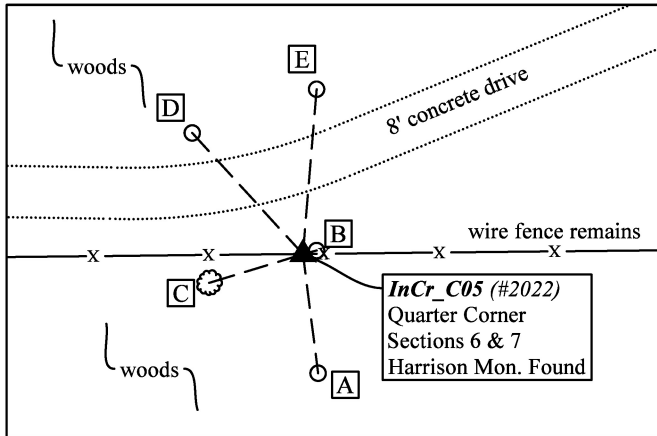 woods
E
D
8' concrete drive
B
wire fence remains
x x x x x
C
InCr_C05 (#2022)
Quarter Corner
Sections 6 & 7
Harrison Mon. Found
woods
A